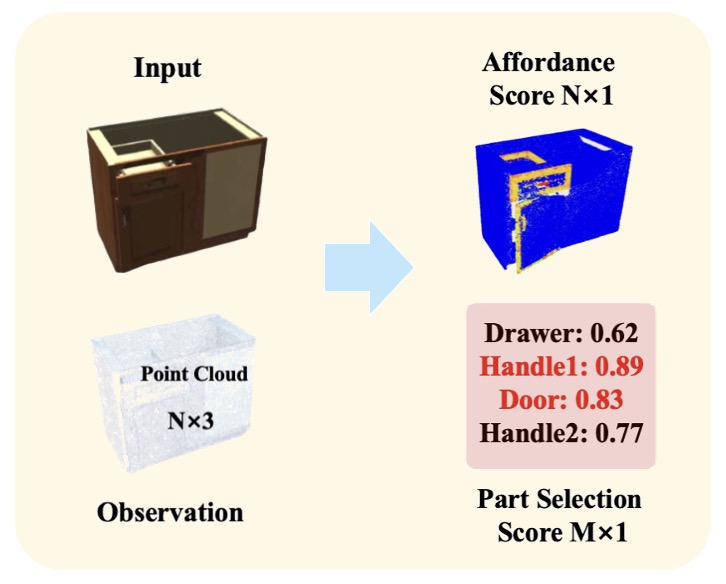 Input
Point Cloud
N×3
Observation
Affordance
Score N×1
Drawer: 0.62
Handle1: 0.89
Door: 0.83
Handle2: 0.77
Part Selection
Score M×1